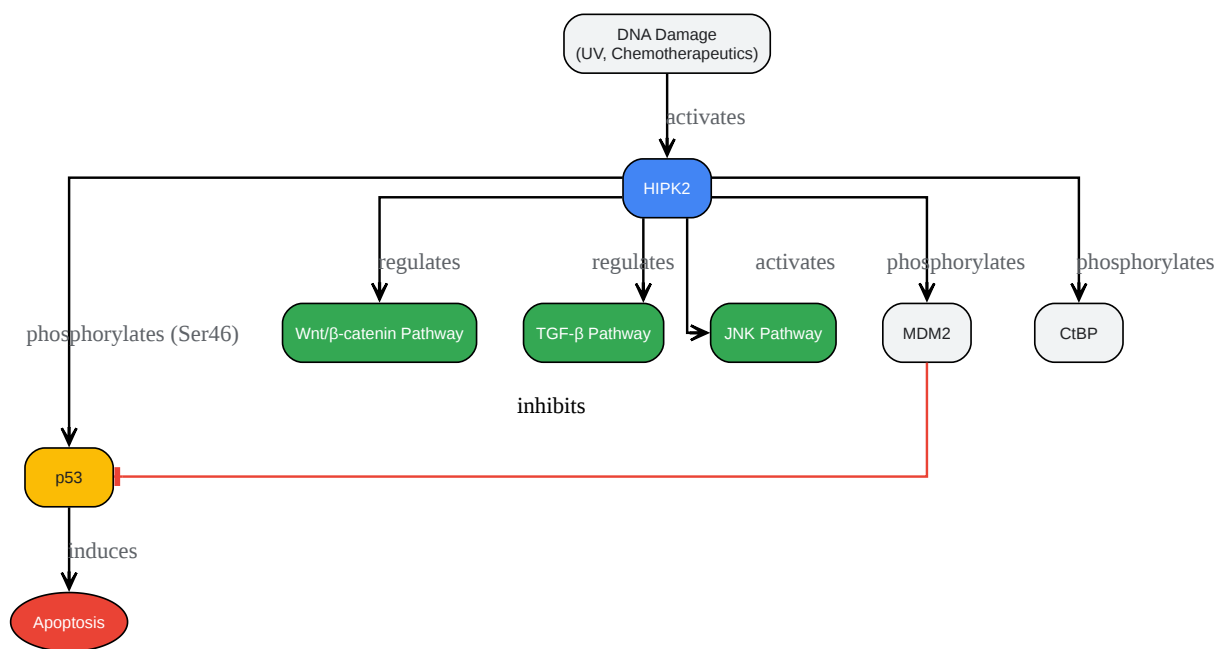 DNA Damage
(UV, Chemotherapeutics)
activates
HIPK2
regulates
regulates
activates
phosphorylates
phosphorylates
phosphorylates (Ser46)
Wnt/β-catenin Pathway
TGF-β Pathway
JNK Pathway
MDM2
CtBP
inhibits
p53
induces
Apoptosis